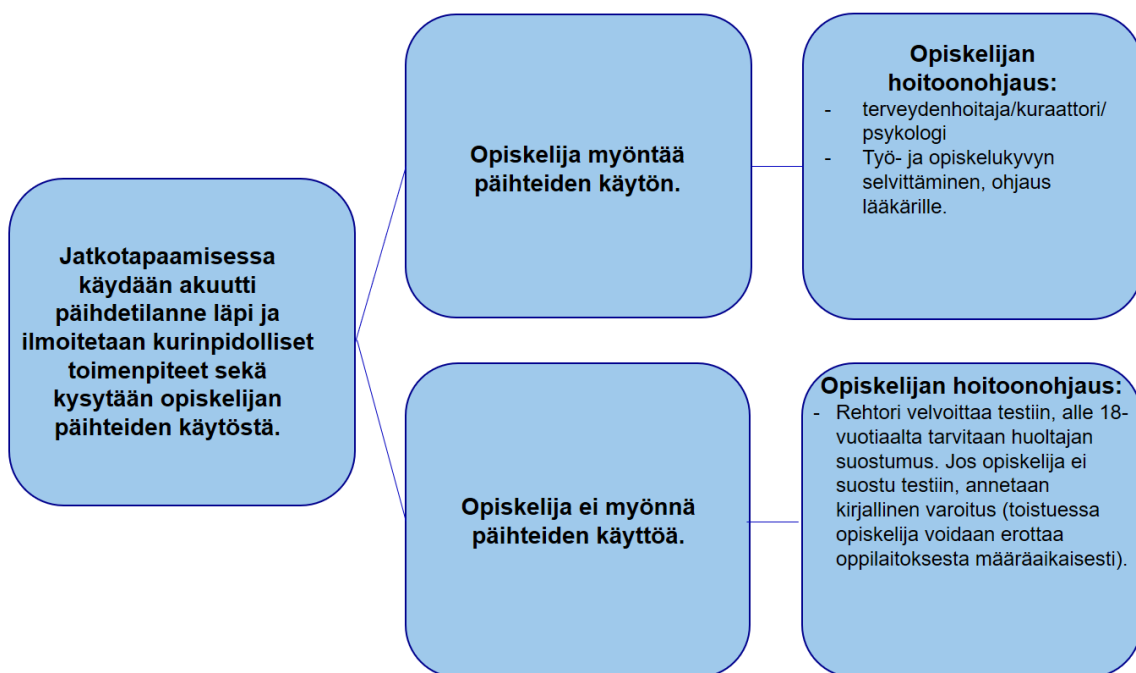 Jatkotapaamisessa
käydään akuutti
päihdetilanne läpi ja
ilmoitetaan kurinpidolliset
toimenpiteet sekä
kysytään opiskelijan
päihteiden käytöstä.
Opiskelija myöntää
päihteiden käytön.
Opiskelijan
hoitoonohjaus:
- terveydenhoitaja/kuraattori/
psykologi
- Työ- ja opiskelukyvyn
selvittäminen, ohjaus
lääkärille.
Opiskelija ei myönnä
päihteiden käyttöä.
Opiskelijan hoitoonohjaus:
- Rehtori velvoittaa testiin, alle 18-
vuotiaalta tarvitaan huoltajan
suostumus. Jos opiskelija ei
suostu testiin, annetaan
kirjallinen varoitus (toistuessa
opiskelija voidaan erottaa
oppilaitoksesta määräaikaisesti).